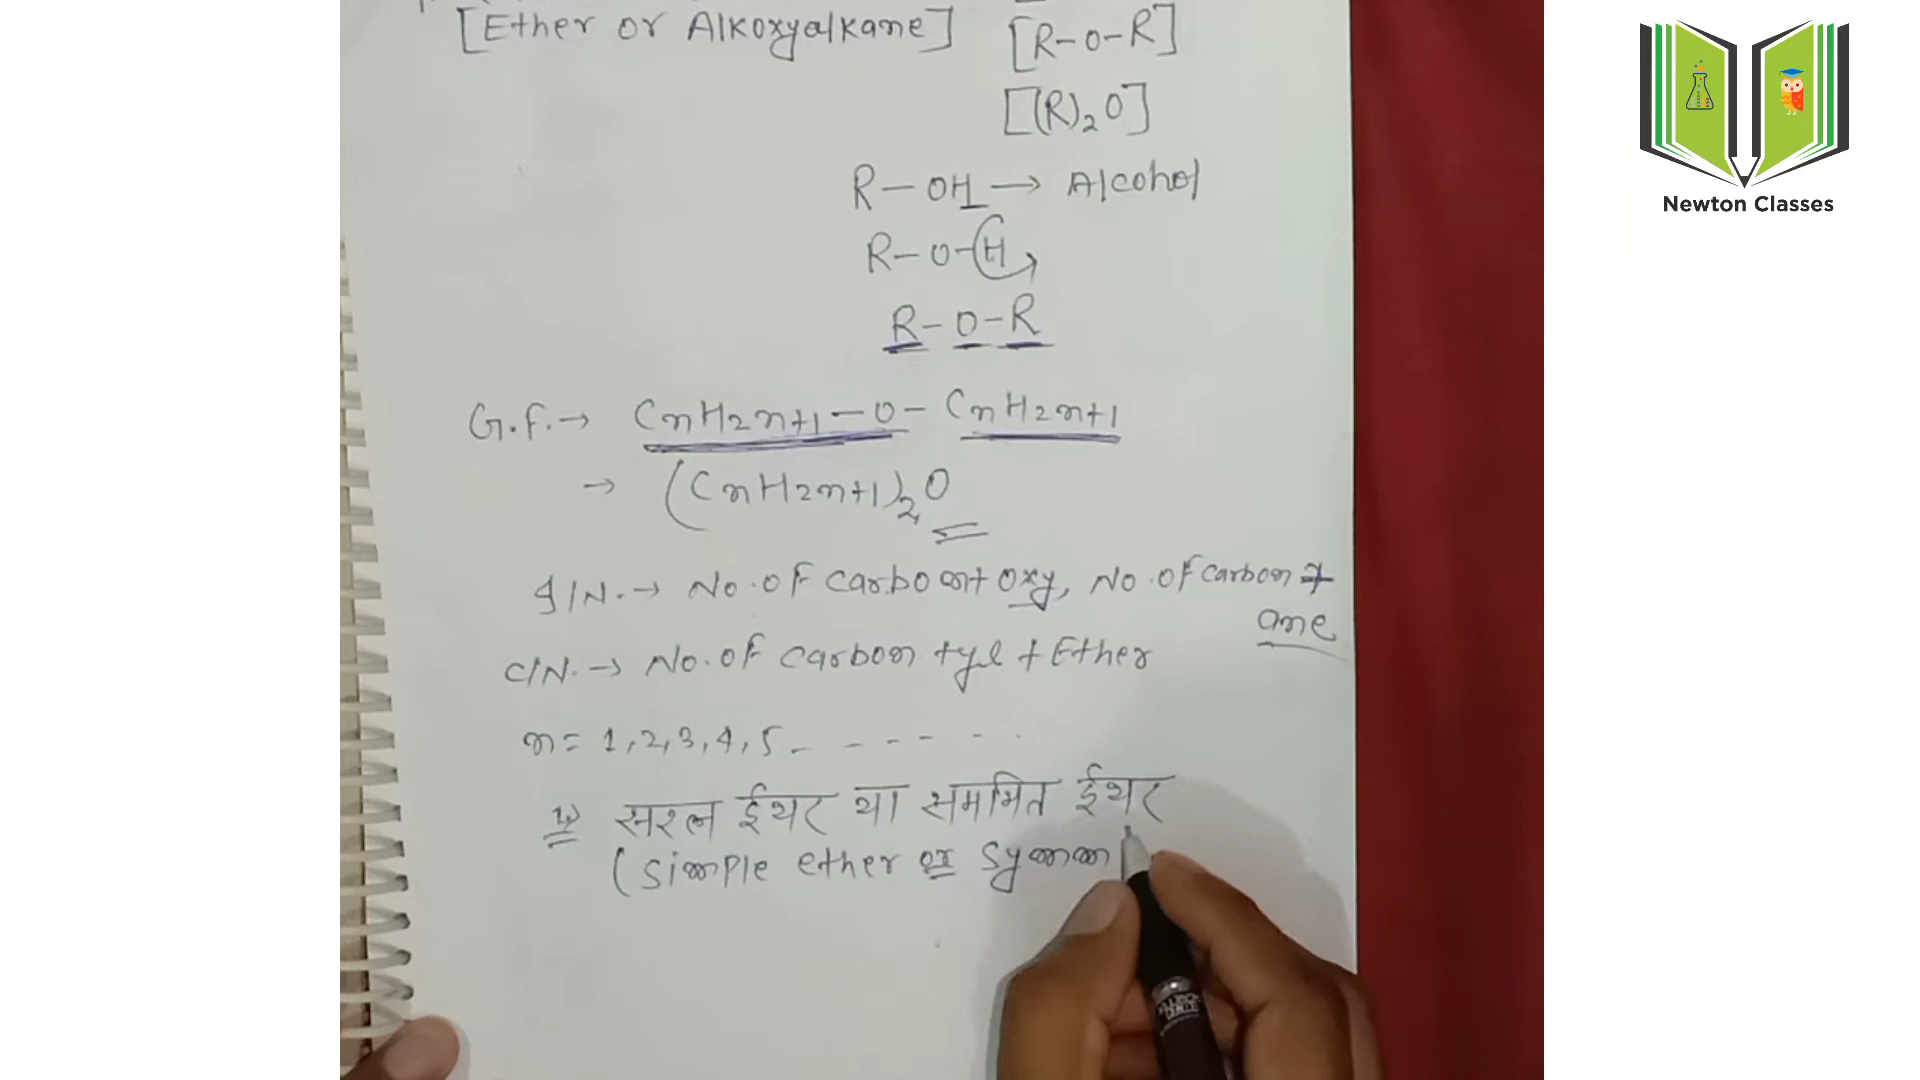 [Ether or Alkoxyalkane] [R-O-R]
[(R)₂O]
R-OH → Alcohol
R-O-H
R-O-R
G.F. → CnH2n+1-O-CnH2n+1
→ (CnH2n+1)₂O
I/N. → No. of carbon + oxy, No. of carbon +
ane
C/N. → No. of carbon + yl + Ether
n = 1, 2, 3, 4, 5 - - - - - -
1) सरल ईथर या सममित ईथर
(simple ether or symm
Newton Classes